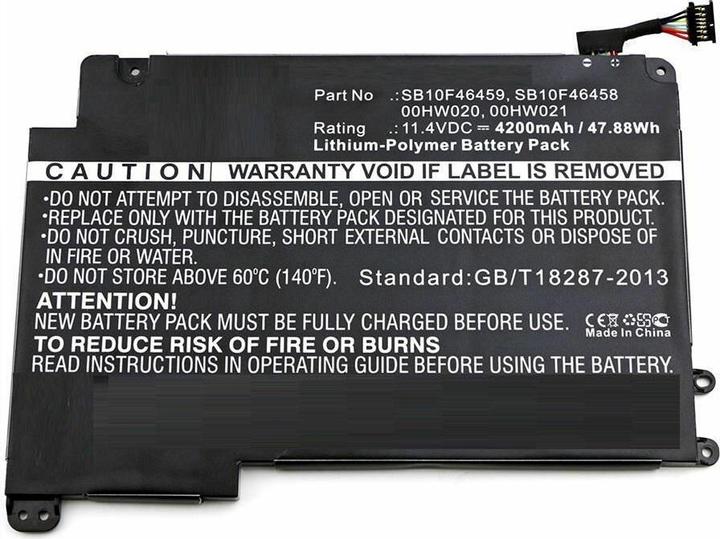 Part No .: SB10F46459, SB10F46458
00HW020, 00HW021
Rating .: 11.4VDC ⎓ 4200mAh / 47.88Wh
Lithium-Polymer Battery Pack
CAUTION WARRANTY VOID IF LABEL IS REMOVED
•DO NOT ATTEMPT TO DISASSEMBLE, OPEN OR SERVICE THE BATTERY PACK.
•REPLACE ONLY WITH THE BATTERY PACK DESIGNATED FOR THIS PRODUCT.
•DO NOT CRUSH, PUNCTURE, SHORT EXTERNAL CONTACTS OR DISPOSE OF
IN FIRE OR WATER.
•DO NOT STORE ABOVE 60°C (140°F). Standard:GB/T18287-2013
ATTENTION!
NEW BATTERY PACK MUST BE FULLY CHARGED BEFORE USE.
TO REDUCE RISK OF FIRE OR BURNS
READ INSTRUCTIONS IN OPERATING GUIDE BEFORE USING THE BATTERY.
CE
Made in China